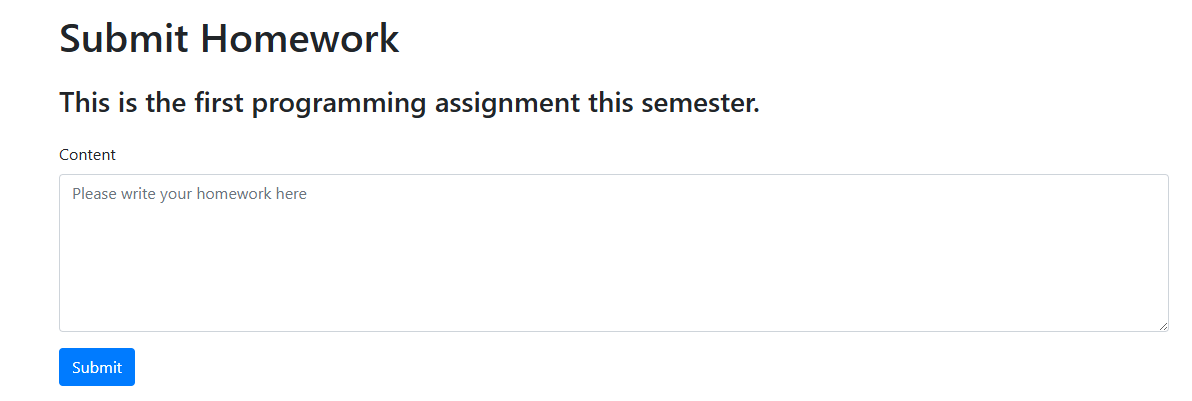 Submit Homework
This is the first programming assignment this semester.
Content
Please write your homework here
Submit